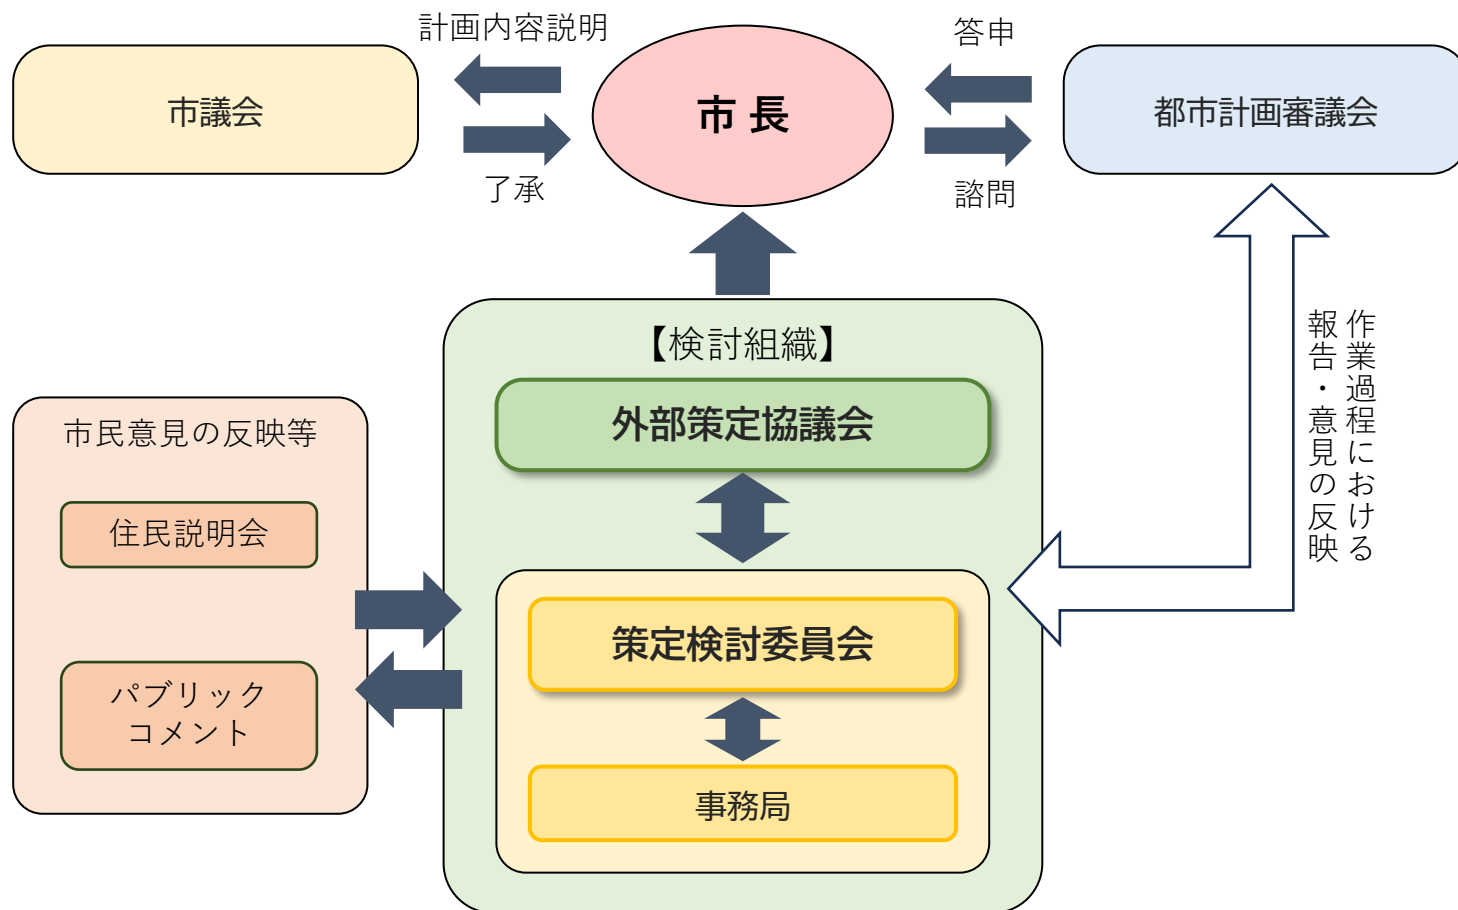 計画内容説明
答申
市議会
市 長
都市計画審議会
了承
諮問
【検討組織】
外部策定協議会
作業過程における
報告・意見の反映
市民意見の反映等
住民説明会
策定検討委員会
パブリック
コメント
事務局